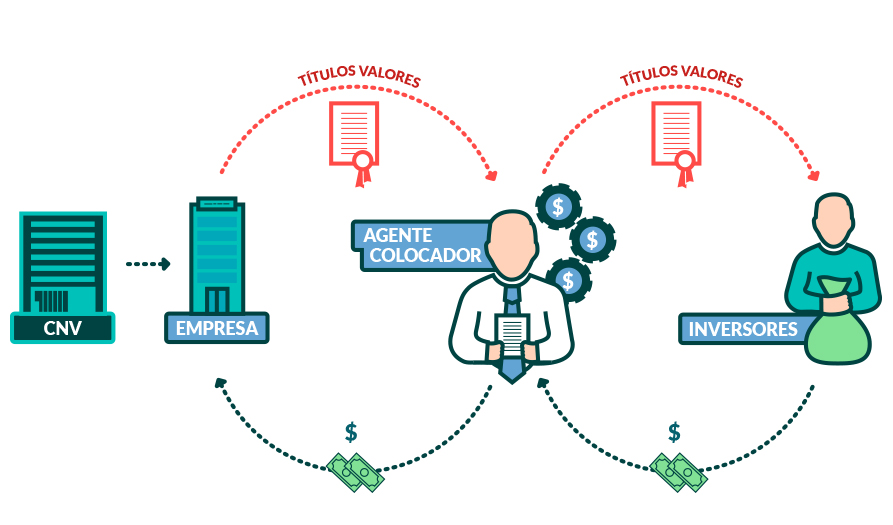 TÍTULOS VALORES
TÍTULOS VALORES
$
$
$
AGENTE
COLOCADOR
CNV
EMPRESA
INVERSORES
$
$